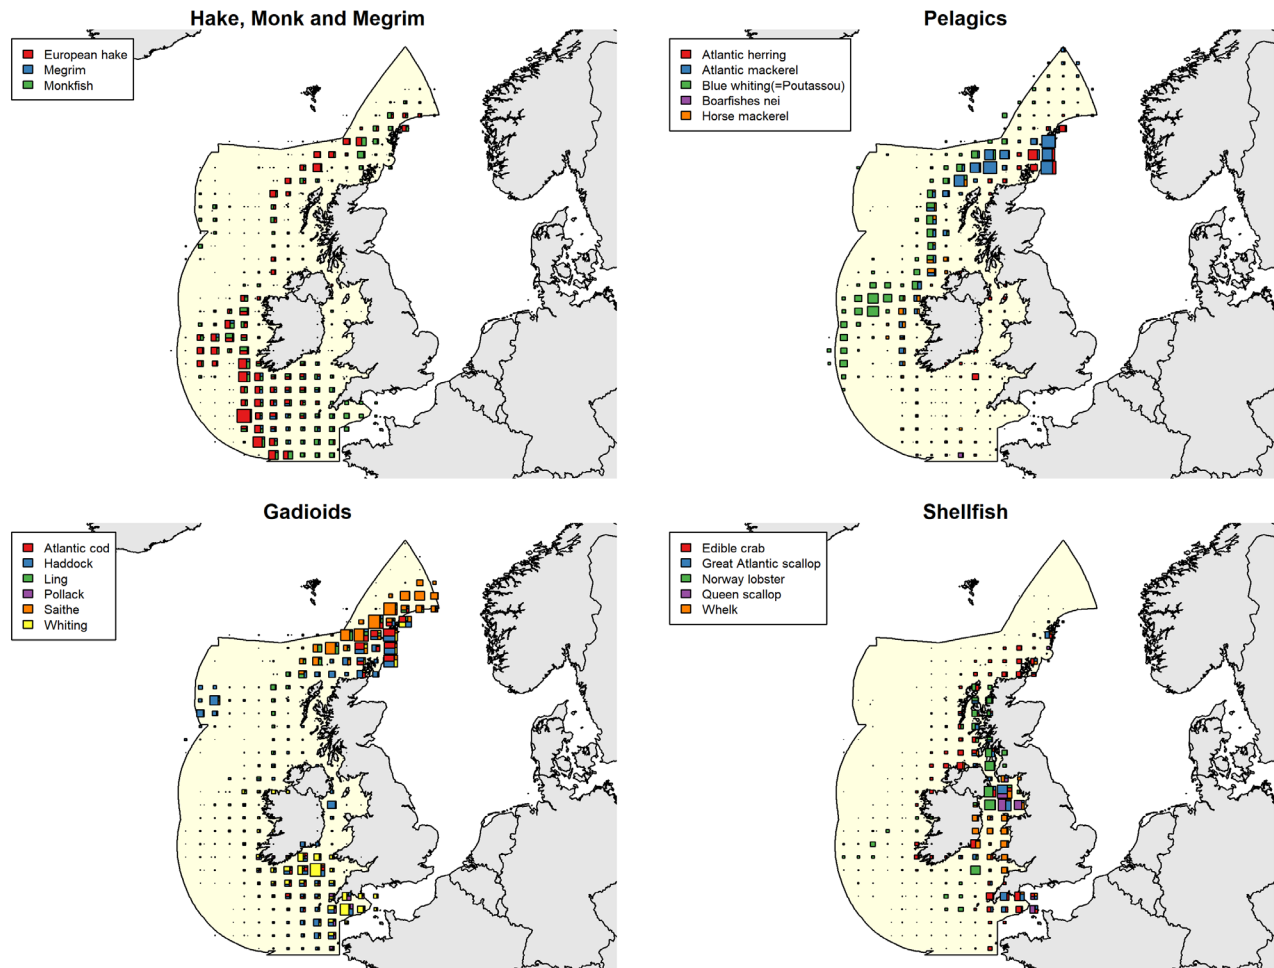 Hake, Monk and Megrim
European hake
Megrim
Monkfish
Pelagics
Atlantic herring
Atlantic mackerel
Blue whiting(=Poutassou)
Boarfishes nei
Horse mackerel
Gadioids
Atlantic cod
Haddock
Ling
Pollack
Saithe
Whiting
Shellfish
Edible crab
Great Atlantic scallop
Norway lobster
Queen scallop
Whelk